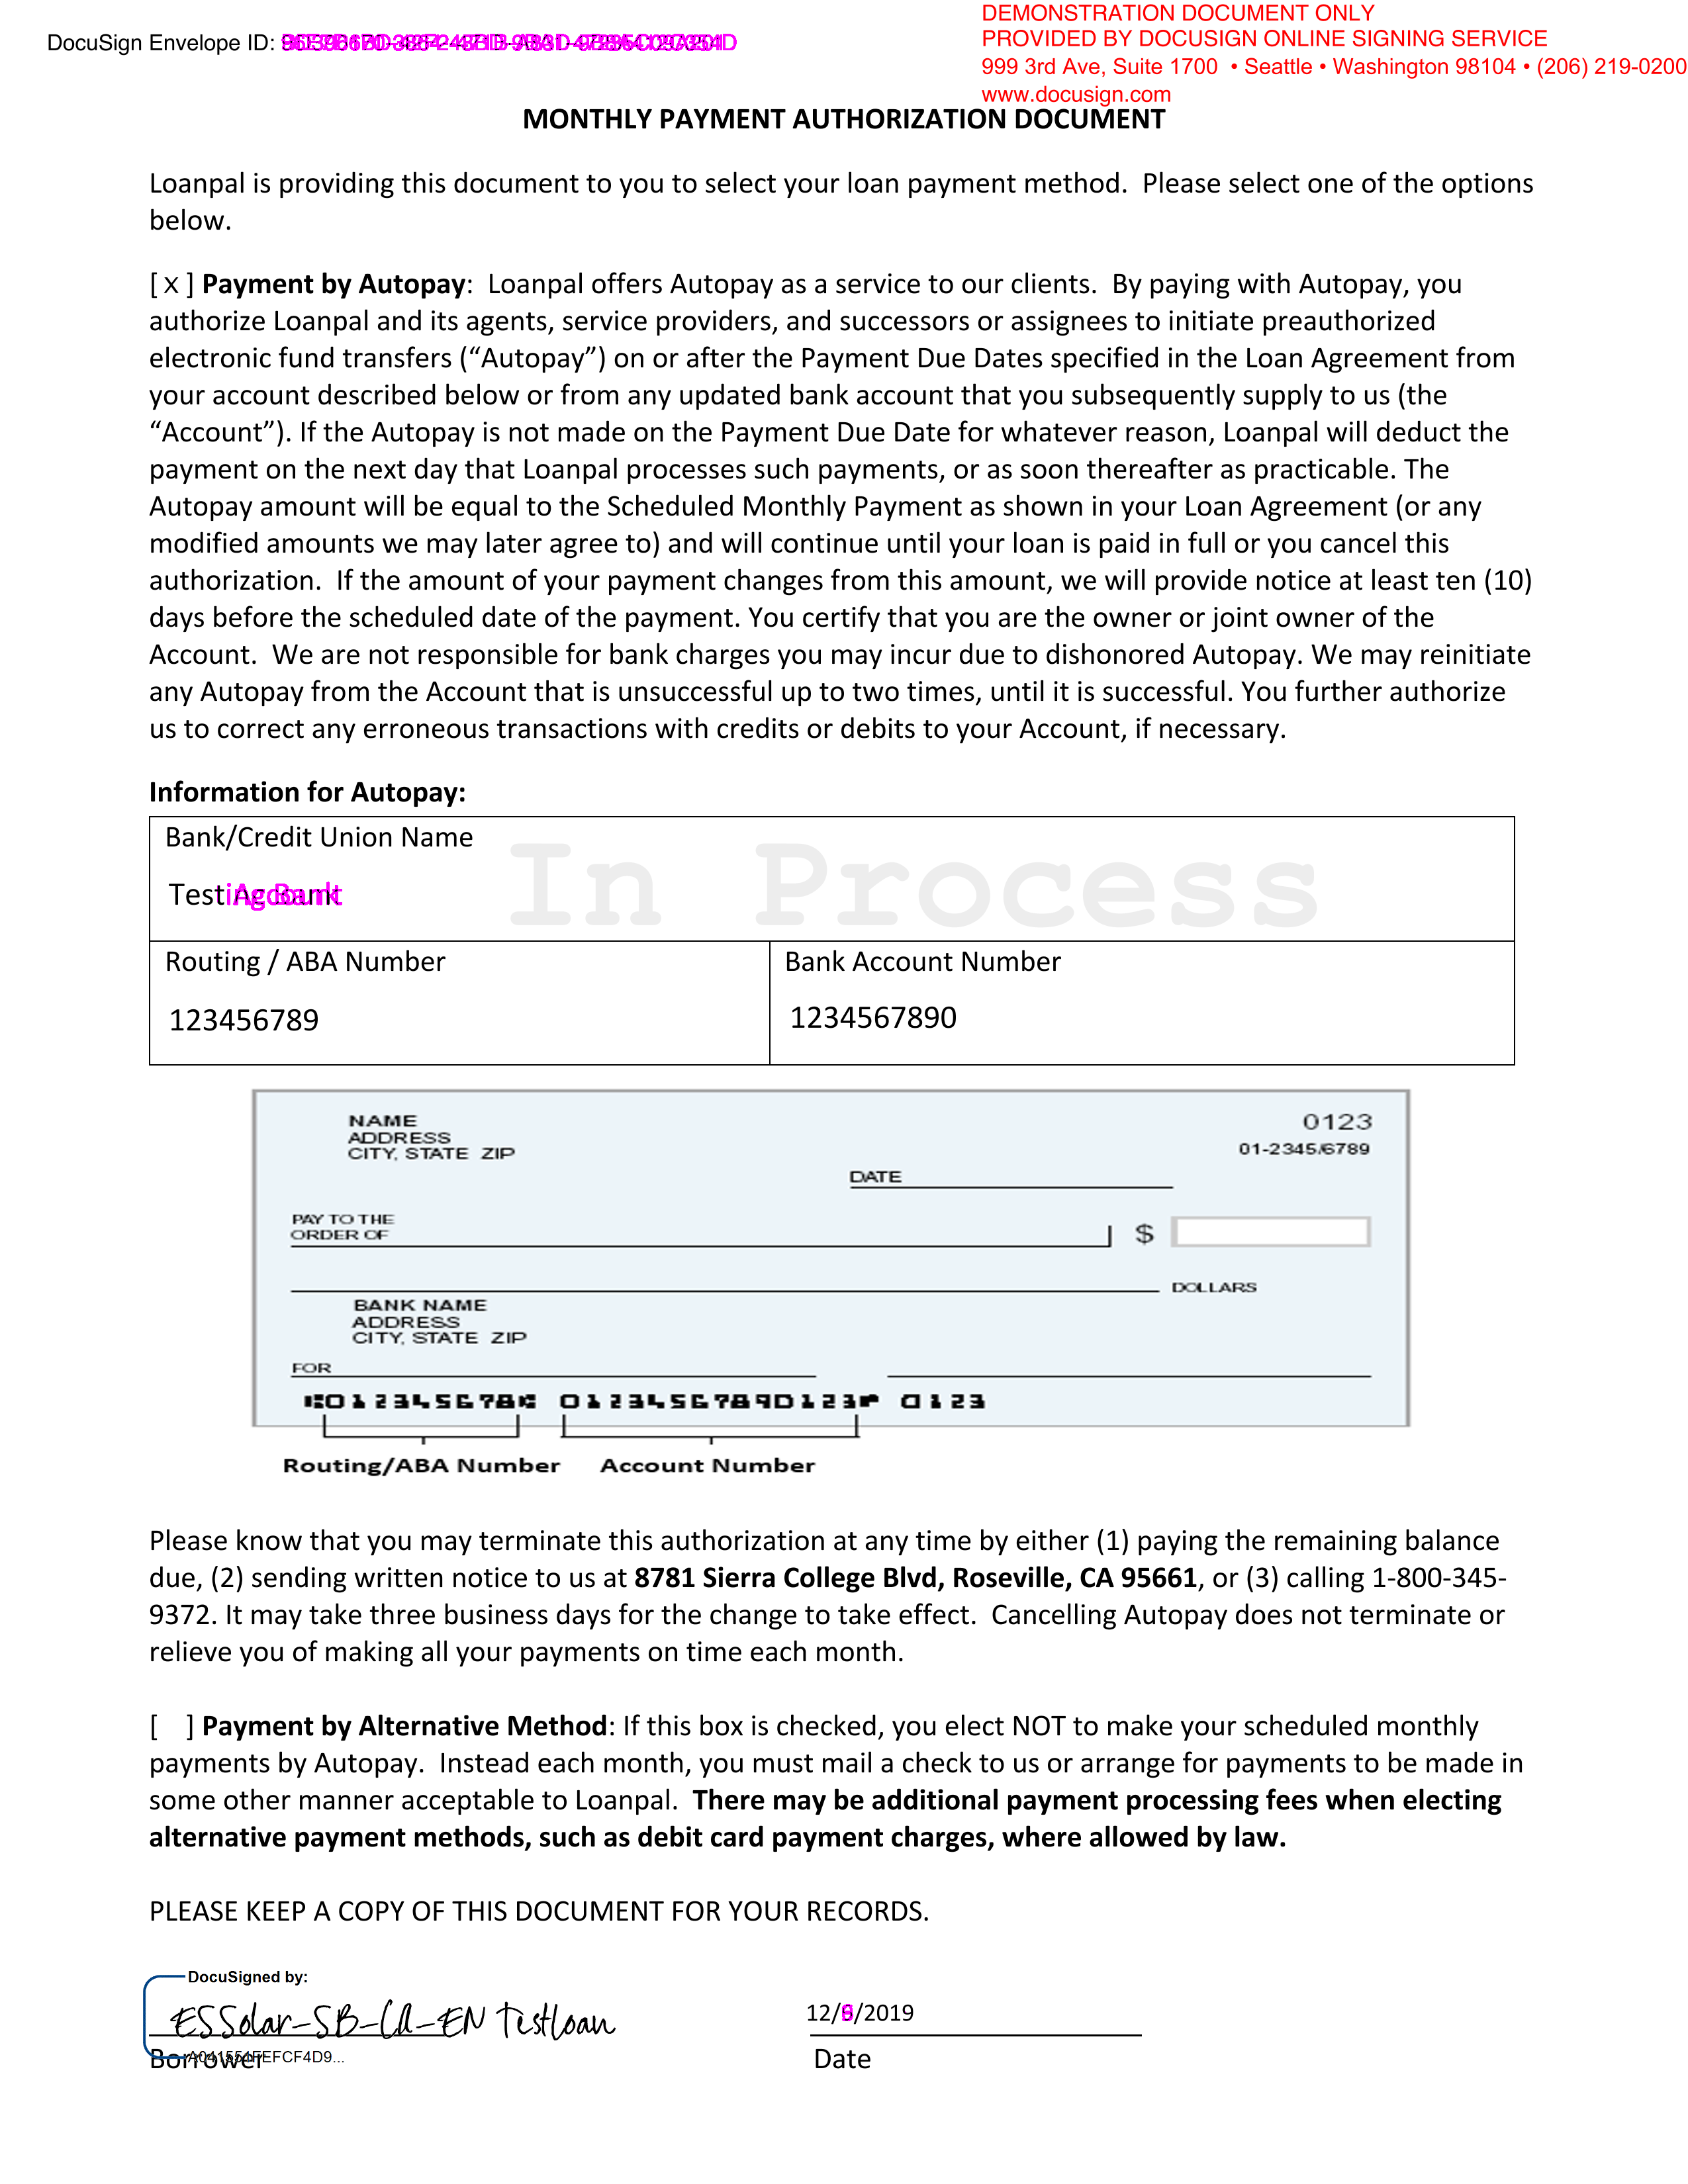 DEMONSTRATION DOCUMENT ONLY
PROVIDED BY DOCUSIGN ONLINE SIGNING SERVICE
999 3rd Ave, Suite 1700 • Seattle • Washington 98104 • (206) 219-0200
www.docusign.com
DocuSign Envelope ID:
MONTHLY PAYMENT AUTHORIZATION DOCUMENT
Loanpal is providing this document to you to select your loan payment method. Please select one of the options
below.
[ x ] Payment by Autopay: Loanpal offers Autopay as a service to our clients. By paying with Autopay, you
authorize Loanpal and its agents, service providers, and successors or assignees to initiate preauthorized
electronic fund transfers (“Autopay”) on or after the Payment Due Dates specified in the Loan Agreement from
your account described below or from any updated bank account that you subsequently supply to us (the
“Account”). If the Autopay is not made on the Payment Due Date for whatever reason, Loanpal will deduct the
payment on the next day that Loanpal processes such payments, or as soon thereafter as practicable. The
Autopay amount will be equal to the Scheduled Monthly Payment as shown in your Loan Agreement (or any
modified amounts we may later agree to) and will continue until your loan is paid in full or you cancel this
authorization. If the amount of your payment changes from this amount, we will provide notice at least ten (10)
days before the scheduled date of the payment. You certify that you are the owner or joint owner of the
Account. We are not responsible for bank charges you may incur due to dishonored Autopay. We may reinitiate
any Autopay from the Account that is unsuccessful up to two times, until it is successful. You further authorize
us to correct any erroneous transactions with credits or debits to your Account, if necessary.
Information for Autopay:
Bank/Credit Union Name
In Process
Routing / ABA Number
123456789
Bank Account Number
1234567890
NAME
ADDRESS
CITY, STATE ZIP
0123
01-2345/6789
DATE
PAY TO THE
ORDER OF
$
DOLLARS
BANK NAME
ADDRESS
CITY, STATE ZIP
FOR
⑆012345678⑆ 01234567890123⑈ 0123
Routing/ABA Number Account Number
Please know that you may terminate this authorization at any time by either (1) paying the remaining balance
due, (2) sending written notice to us at 8781 Sierra College Blvd, Roseville, CA 95661, or (3) calling 1-800-345-
9372. It may take three business days for the change to take effect. Cancelling Autopay does not terminate or
relieve you of making all your payments on time each month.
[ ] Payment by Alternative Method: If this box is checked, you elect NOT to make your scheduled monthly
payments by Autopay. Instead each month, you must mail a check to us or arrange for payments to be made in
some other manner acceptable to Loanpal. There may be additional payment processing fees when electing
alternative payment methods, such as debit card payment charges, where allowed by law.
PLEASE KEEP A COPY OF THIS DOCUMENT FOR YOUR RECORDS.
DocuSigned by:
ESSolar-SB-CA-EN Testloan
Borrower
Date